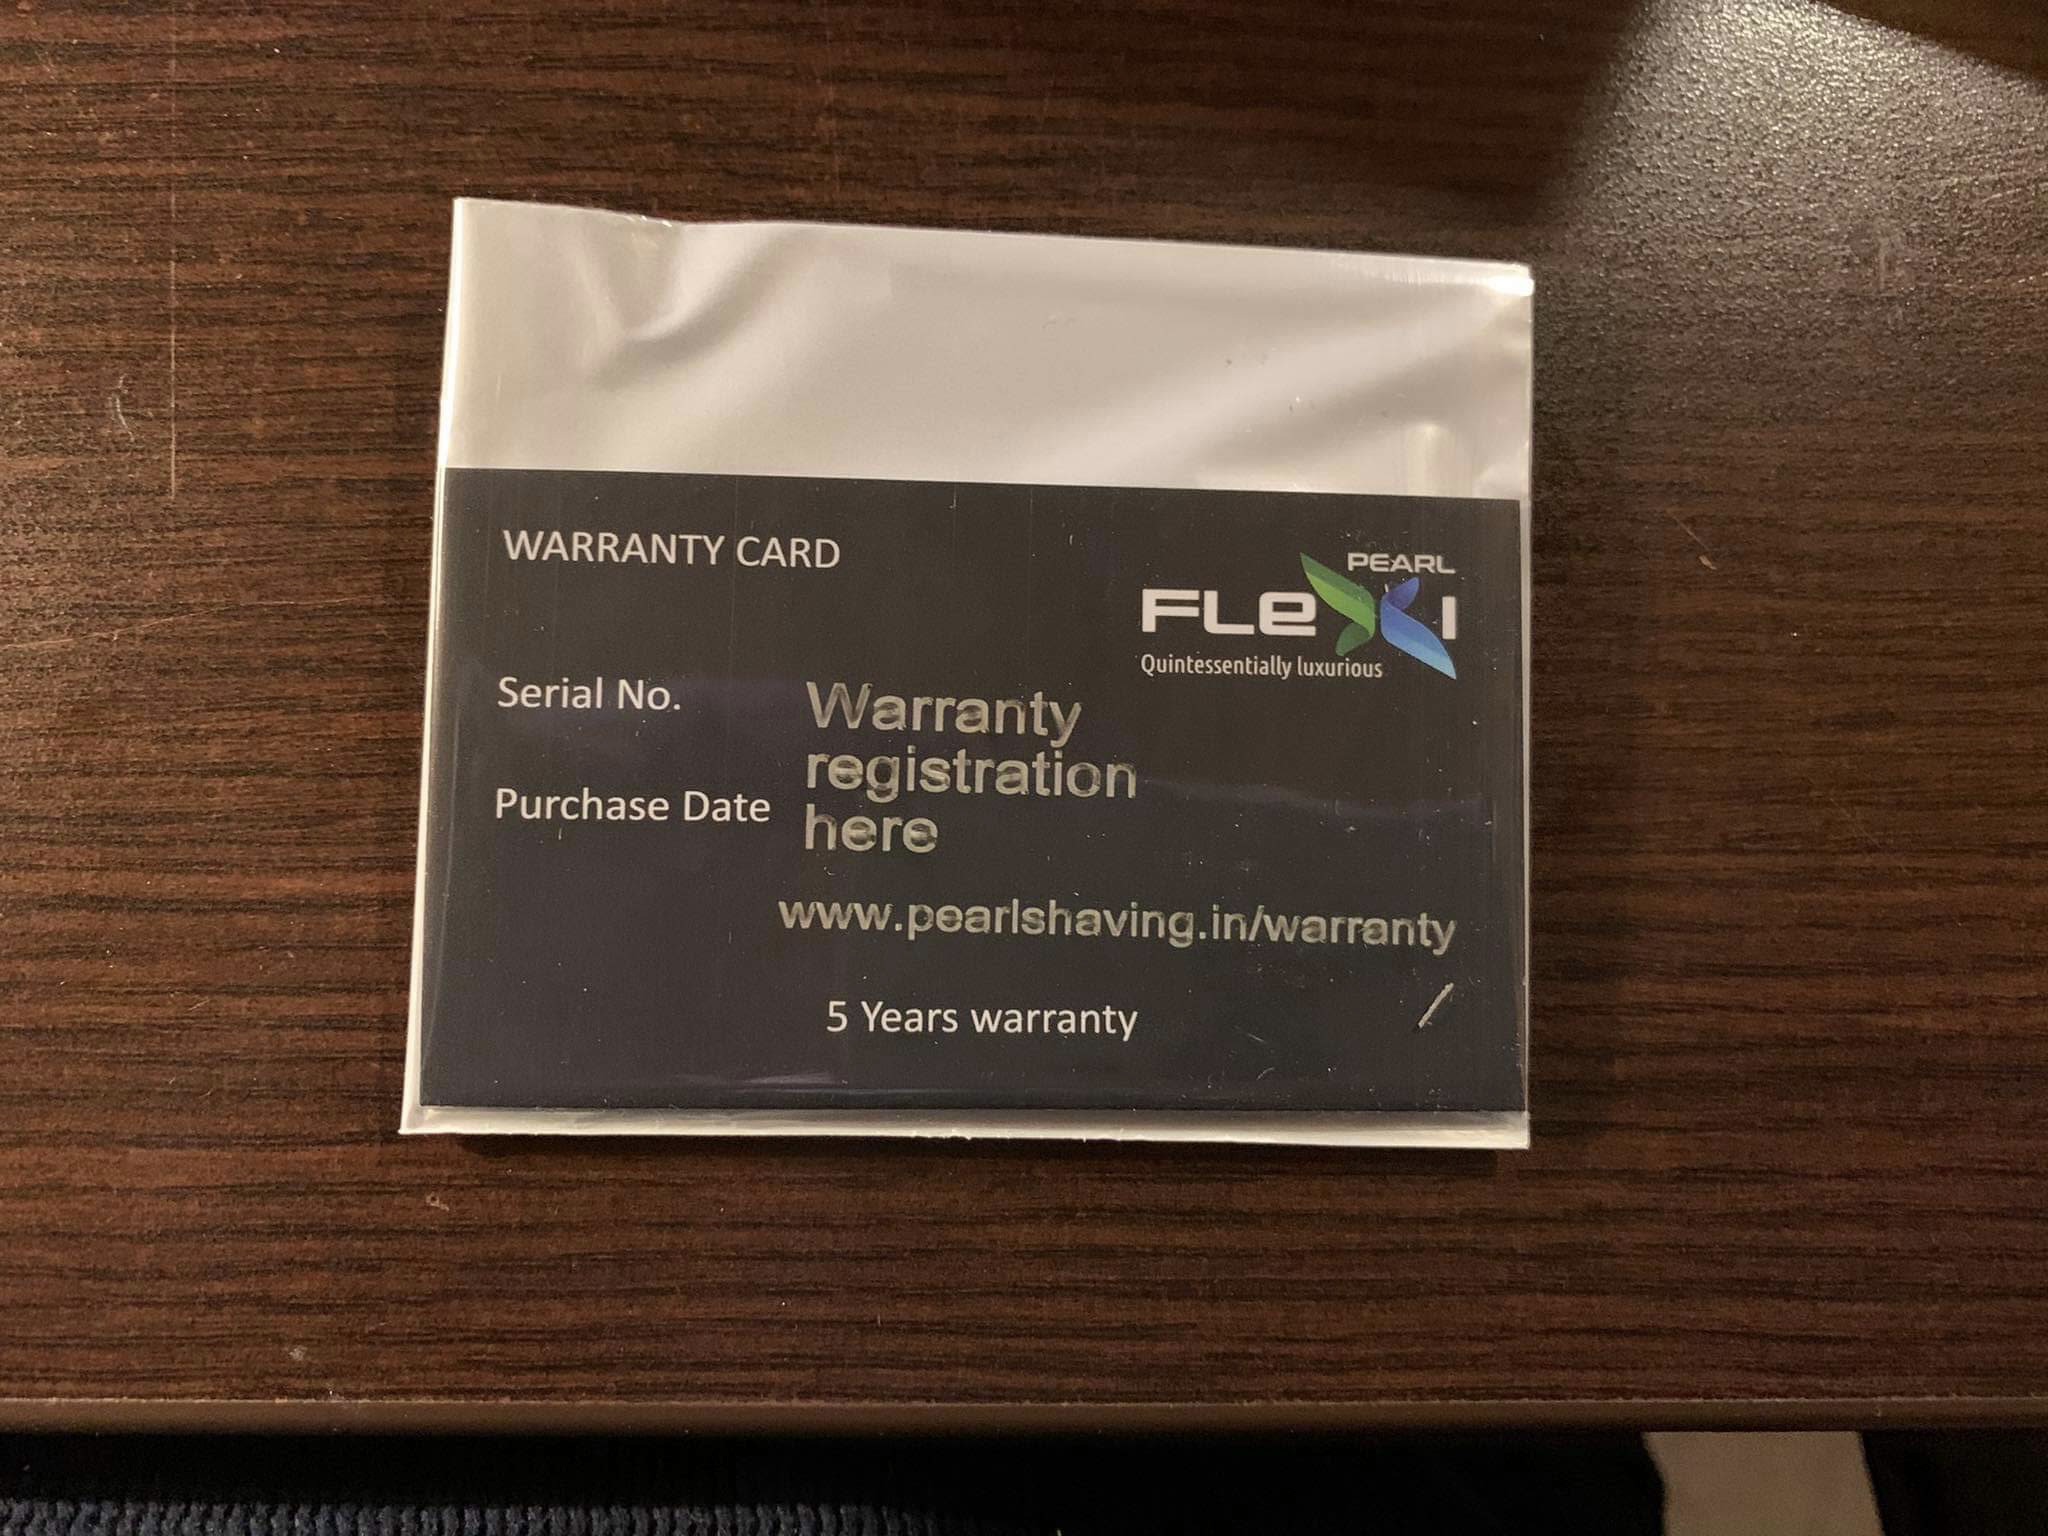 WARRANTY CARD
PEARL
FLeXI
Quintessentially luxurious
Serial No.
Warranty
registration
here
Purchase Date
www.pearlshaving.in/warranty
5 Years warranty